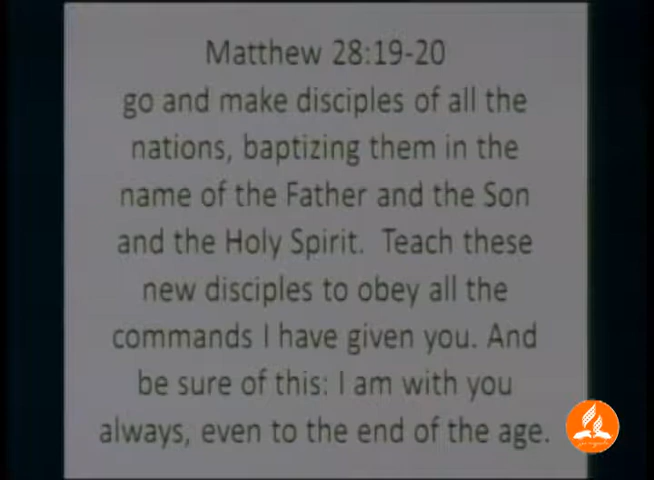 Matthew 28:19-20
go and make disciples of all the
nations, baptizing them in the
name of the Father and the Son
and the Holy Spirit.  Teach these
new disciples to obey all the
commands I have given you. And
be sure of this: I am with you
always, even to the end of the age.